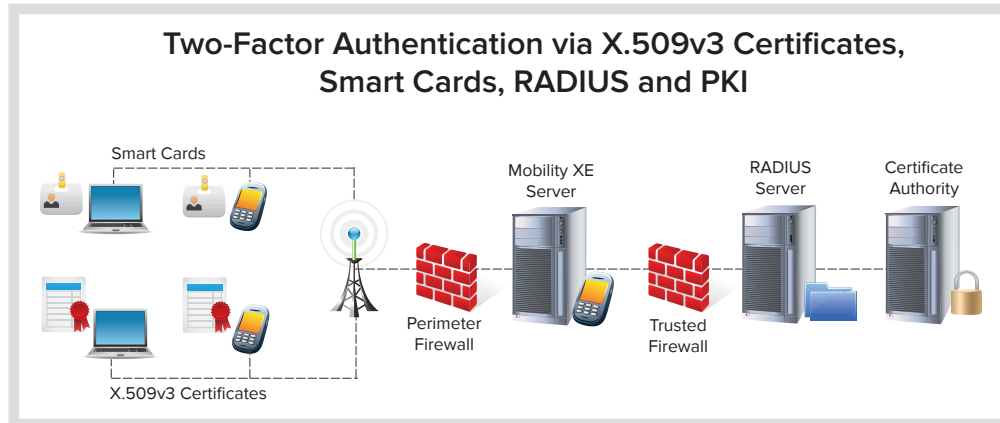 Two-Factor Authentication via X.509v3 Certificates,
Smart Cards, RADIUS and PKI
Smart Cards
Mobility XE
Server
RADIUS
Server
Certificate
Authority
Perimeter
Firewall
Trusted
Firewall
X.509v3 Certificates